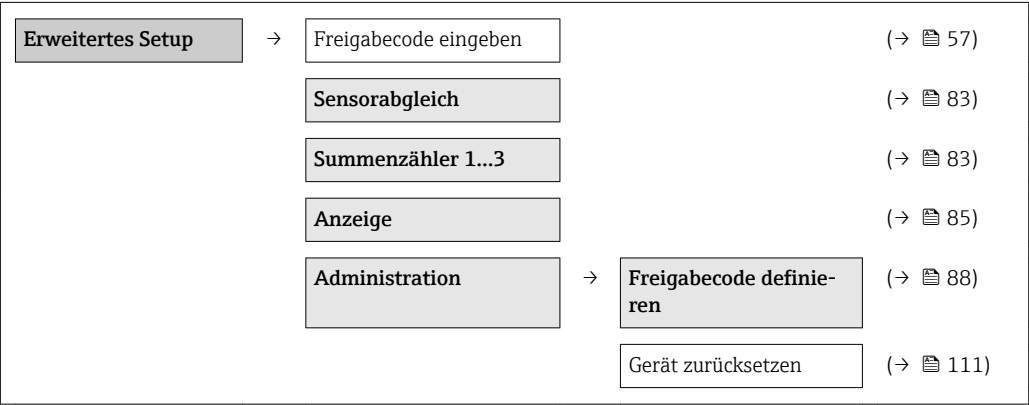 Erweitertes Setup → Freigabecode eingeben (→ 57)
Sensorabgleich (→ 83)
Summenzähler 1...3 (→ 83)
Anzeige (→ 85)
Administration → Freigabecode definie- (→ 88)
ren
Gerät zurücksetzen (→ 111)